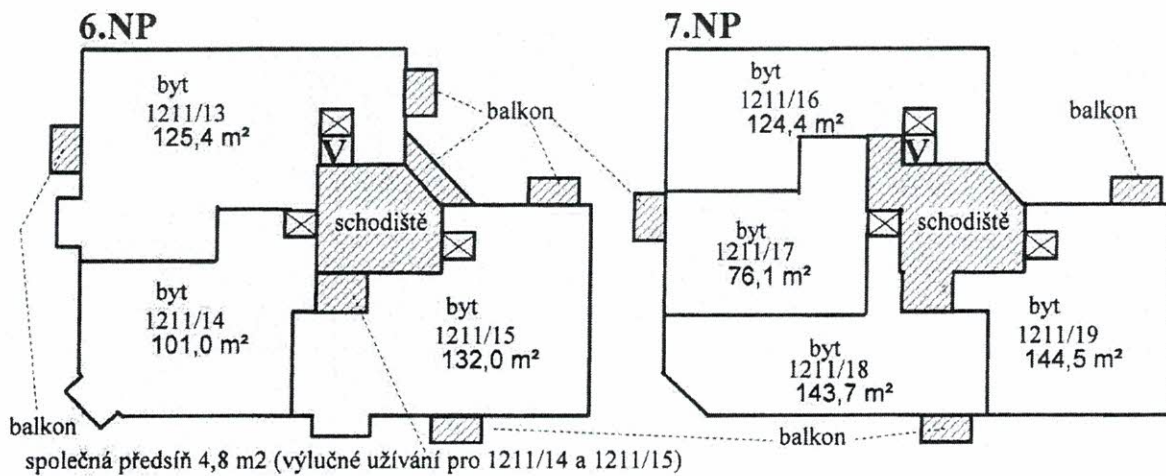 6.NP
7.NP
byt
1211/13
125,4 m²
balkon
V
schodiště
byt
1211/14
101,0 m²
byt
1211/15
132,0 m²
balkon
společná předsíň 4,8 m2 (výlučné užívání pro 1211/14 a 1211/15)
byt
1211/16
124,4 m²
balkon
V
schodiště
byt
1211/17
76,1 m²
byt
1211/18
143,7 m²
byt
1211/19
144,5 m²
balkon